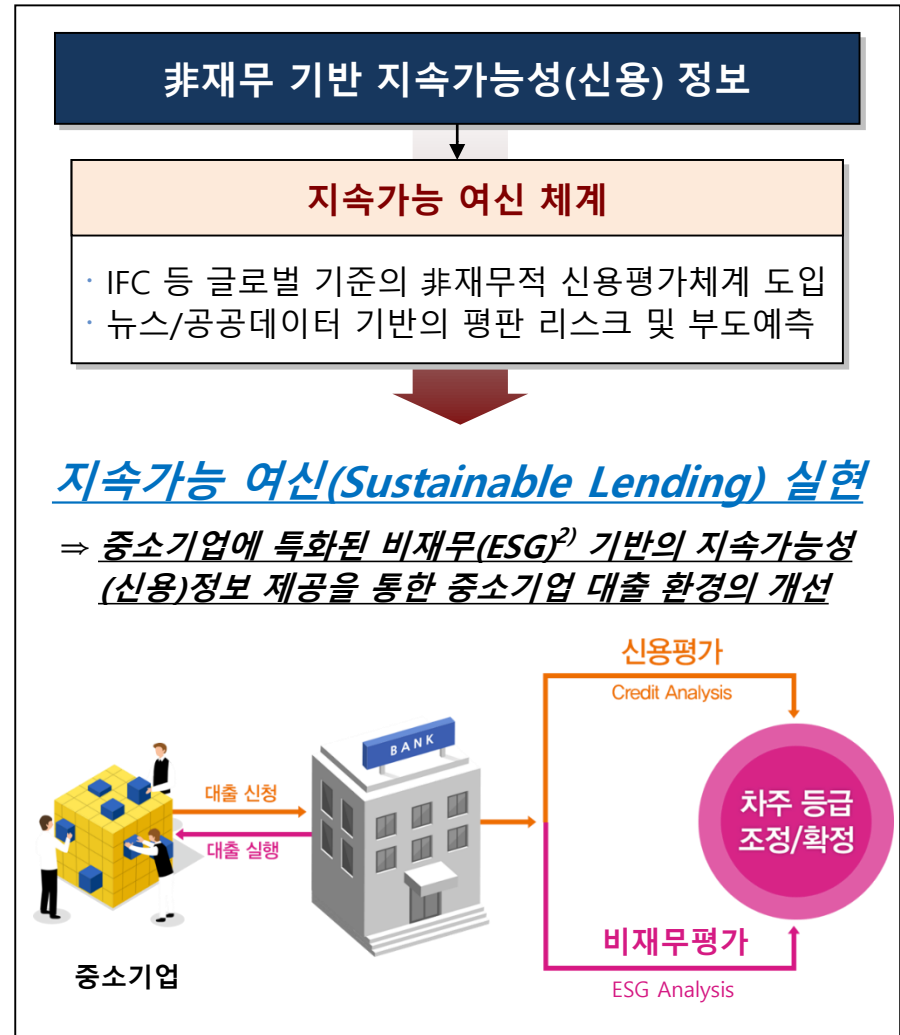 非재무 기반 지속가능성(신용) 정보
지속가능 여신 체계
· IFC 등 글로벌 기준의 非재무적 신용평가체계 도입
· 뉴스/공공데이터 기반의 평판 리스크 및 부도예측
지속가능 여신(Sustainable Lending) 실현
⇒ 중소기업에 특화된 비재무(ESG)2) 기반의 지속가능성
(신용)정보 제공을 통한 중소기업 대출 환경의 개선
신용평가
Credit Analysis
BANK
대출 신청
대출 실행
차주 등급
조정/확정
비재무평가
ESG Analysis
중소기업